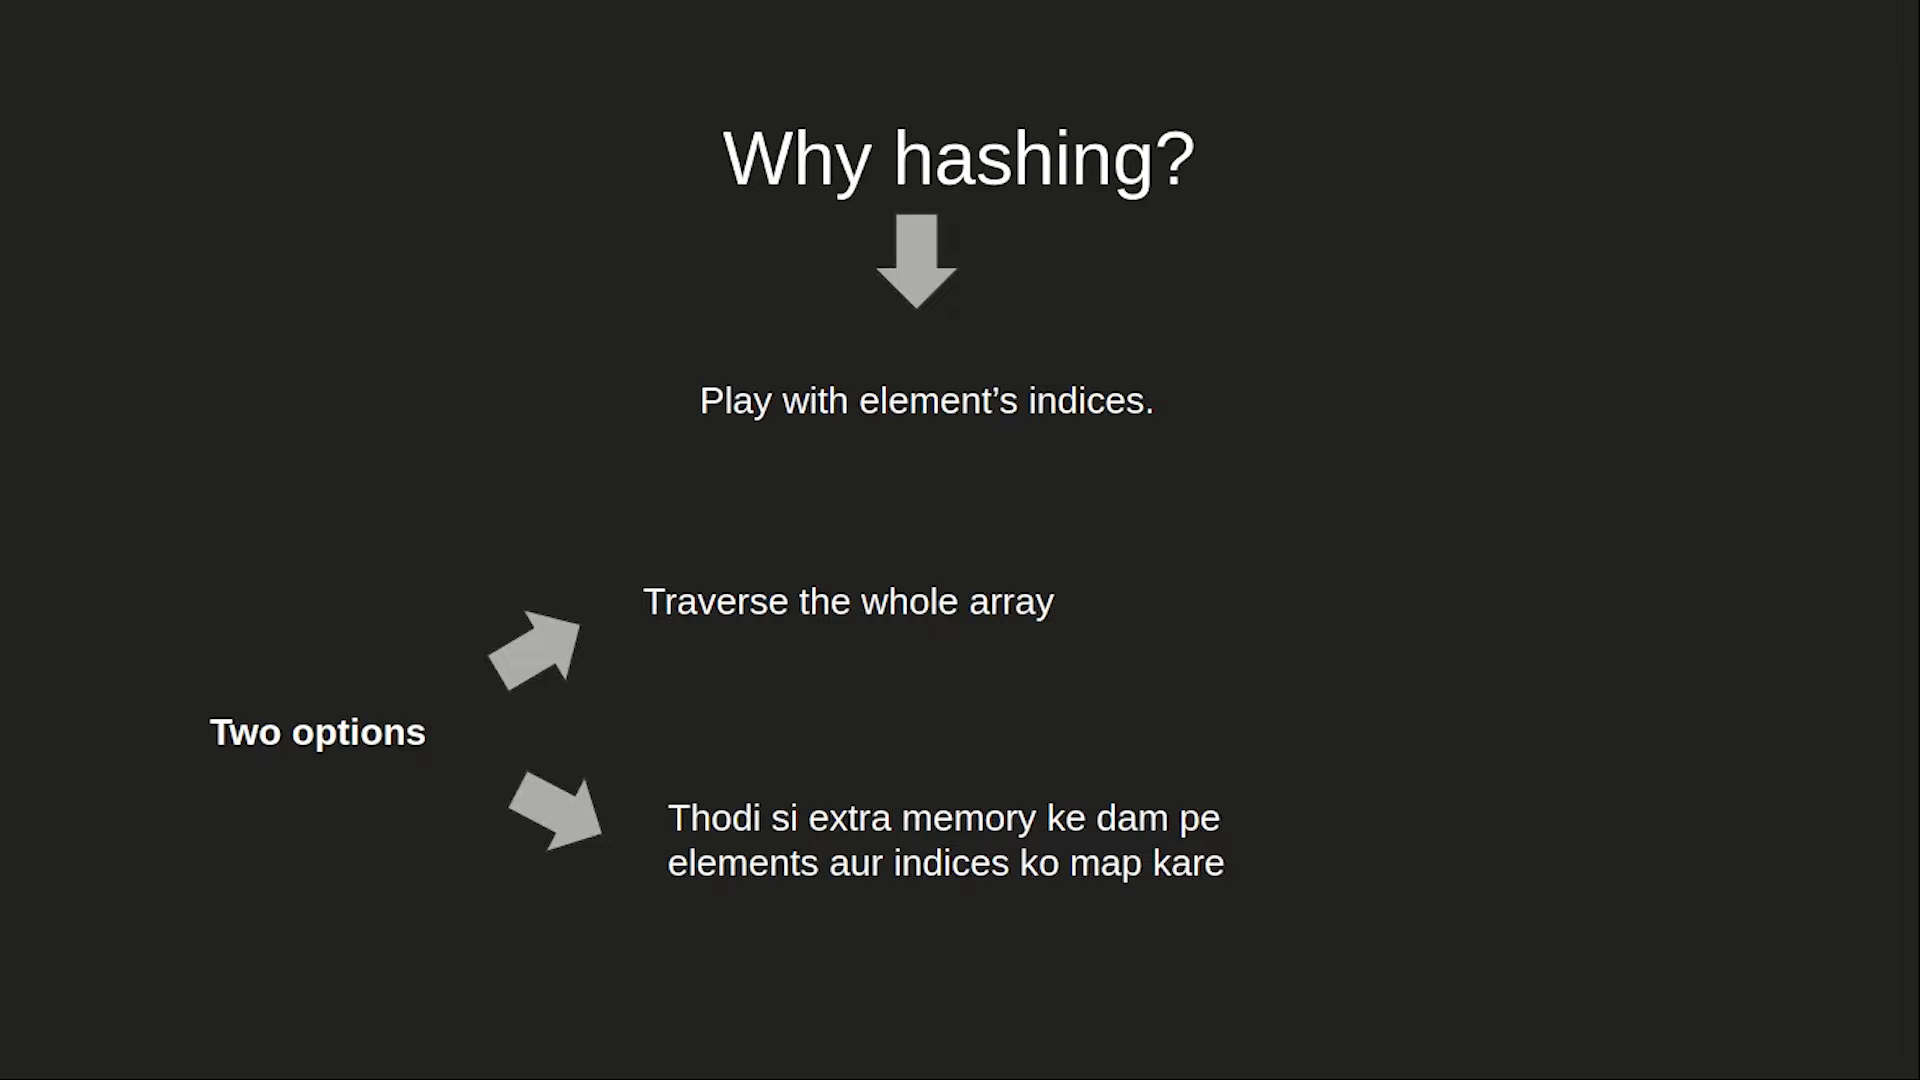 Why hashing?
Play with element’s indices.
Traverse the whole array
Two options
Thodi si extra memory ke dam pe
elements aur indices ko map kare